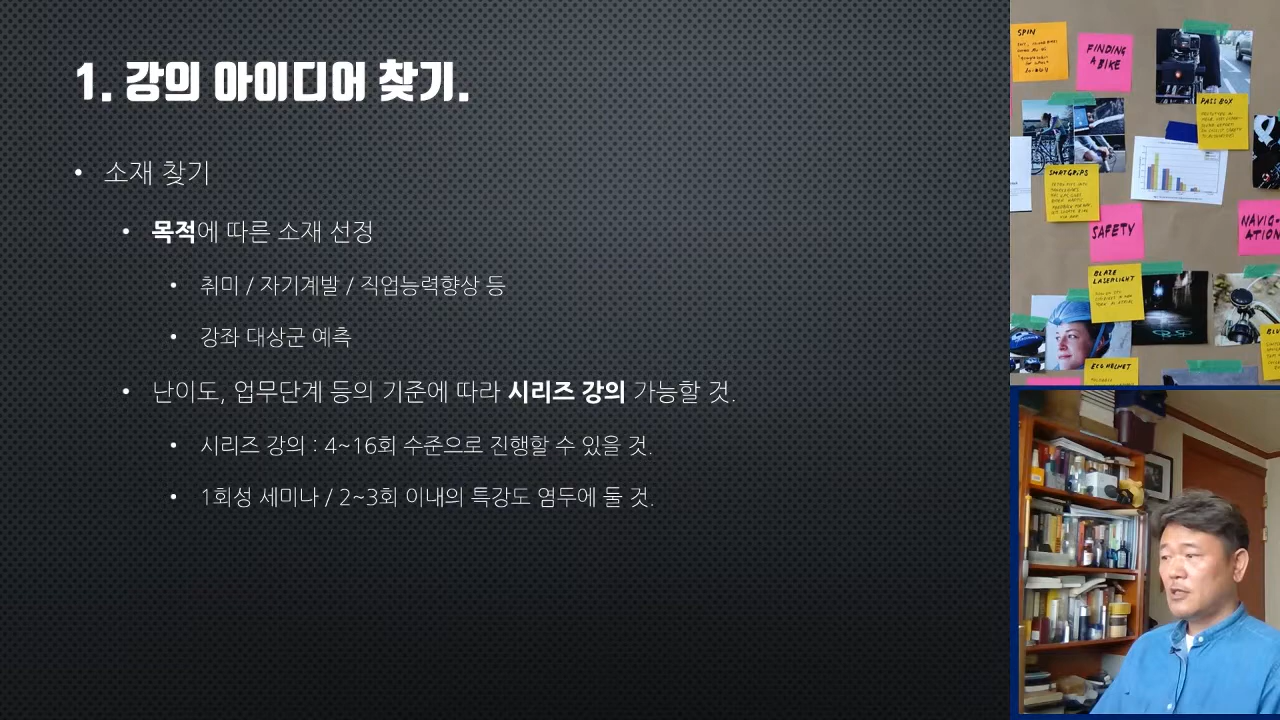 1. 강의 아이디어 찾기.
• 소재 찾기
• 목적에 따른 소재 선정
• 취미 / 자기계발 / 직업능력향상 등
• 강좌 대상군 예측
• 난이도, 업무단계 등의 기준에 따라 시리즈 강의 가능할 것.
• 시리즈 강의 : 4~16회 수준으로 진행할 수 있을 것.
• 1회성 세미나 / 2~3회 이내의 특강도 염두에 둘 것.
SPIN
FINDING
A BIKE
PASS BOX
SMARTGRIPS
SAFETY
NAVIG-
ATION
BLAZE
LASERLIGHT
ECO HELMET